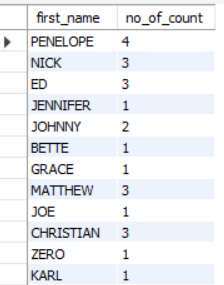 first_name no_of_count
PENELOPE 4
NICK 3
ED 3
JENNIFER 1
JOHNNY 2
BETTE 1
GRACE 1
MATTHEW 3
JOE 1
CHRISTIAN 3
ZERO 1
KARL 1